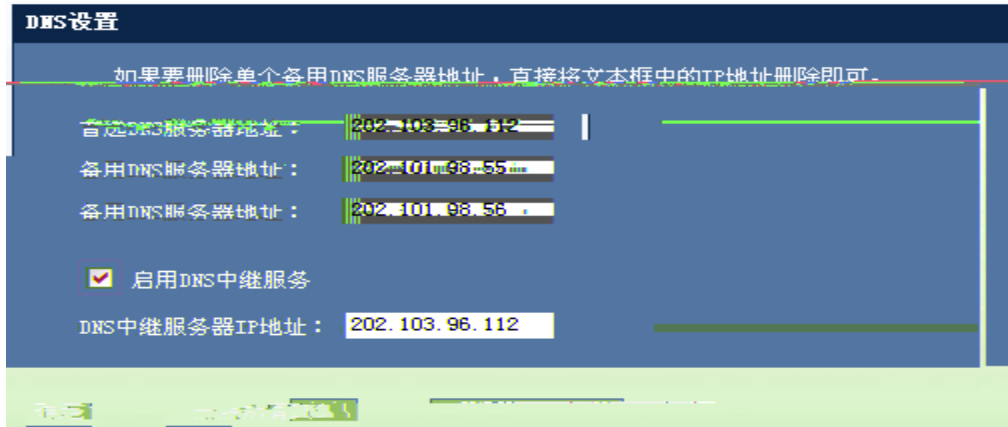 DNS设置
如果要删除单个备用DNS服务器地址，直接将文本框中的IP地址删除即可。
首选DNS服务器地址： 202.103.96.112
备用DNS服务器地址： 202.101.98.55
备用DNS服务器地址： 202.101.98.56
启用DNS中继服务
DNS中继服务器IP地址： 202.103.96.112